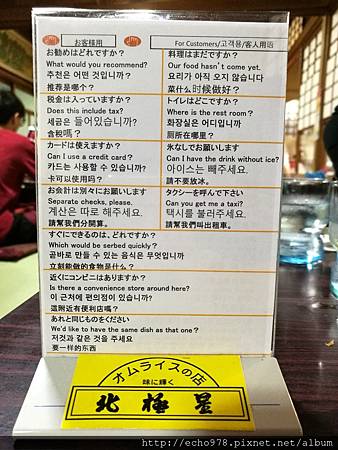 お客様用
For Customers/고객용/客人用语
お勧めはどれですか?
What would you recommend?
추천은 어떤 것입니까?
推荐是哪个?
料理はまだですか?
Our food hasn't come yet.
요리가 아직 오지 않습니다
菜什么时候做好?
税金は入っていますか?
Does this include tax?
세금은 들어있습니까?
含税嗎?
トイレはどこですか?
Where is the rest room?
화장실은 어디입니까
厠所在哪里?
カードは使えますか?
Can I use a credit card?
카드는 사용할 수 있습니까?
卡可以使用吗?
氷なしでお願いします
Can I have the drink without ice?
아이스는 빼주세요.
请不要放冰。
お会計は別々にお願いします
Separate checks, please.
계산은 따로 해주세요.
請幫我們分開算。
タクシーを呼んで下さい
Can you get me a taxi?
택시를 불러주세요.
請幫我們叫出租車。
すぐにできるのは、どれですか?
Which would be serbed quickly?
곧바로 만들 수 있는 음식은 무엇입니까
立刻能做的食物是什么?
近くにコンビニはありますか?
Is there a convenience store around here?
이 근처에 편의점이 있습니까?
這附近有便利店嗎?
あれと同じものをください
We'd like to have the same dish as that one?
저것과 같은 것을 주세요
要一样的东西
オムライスの店
味に輝く
北極星
http://echo978.pixnet.net/album